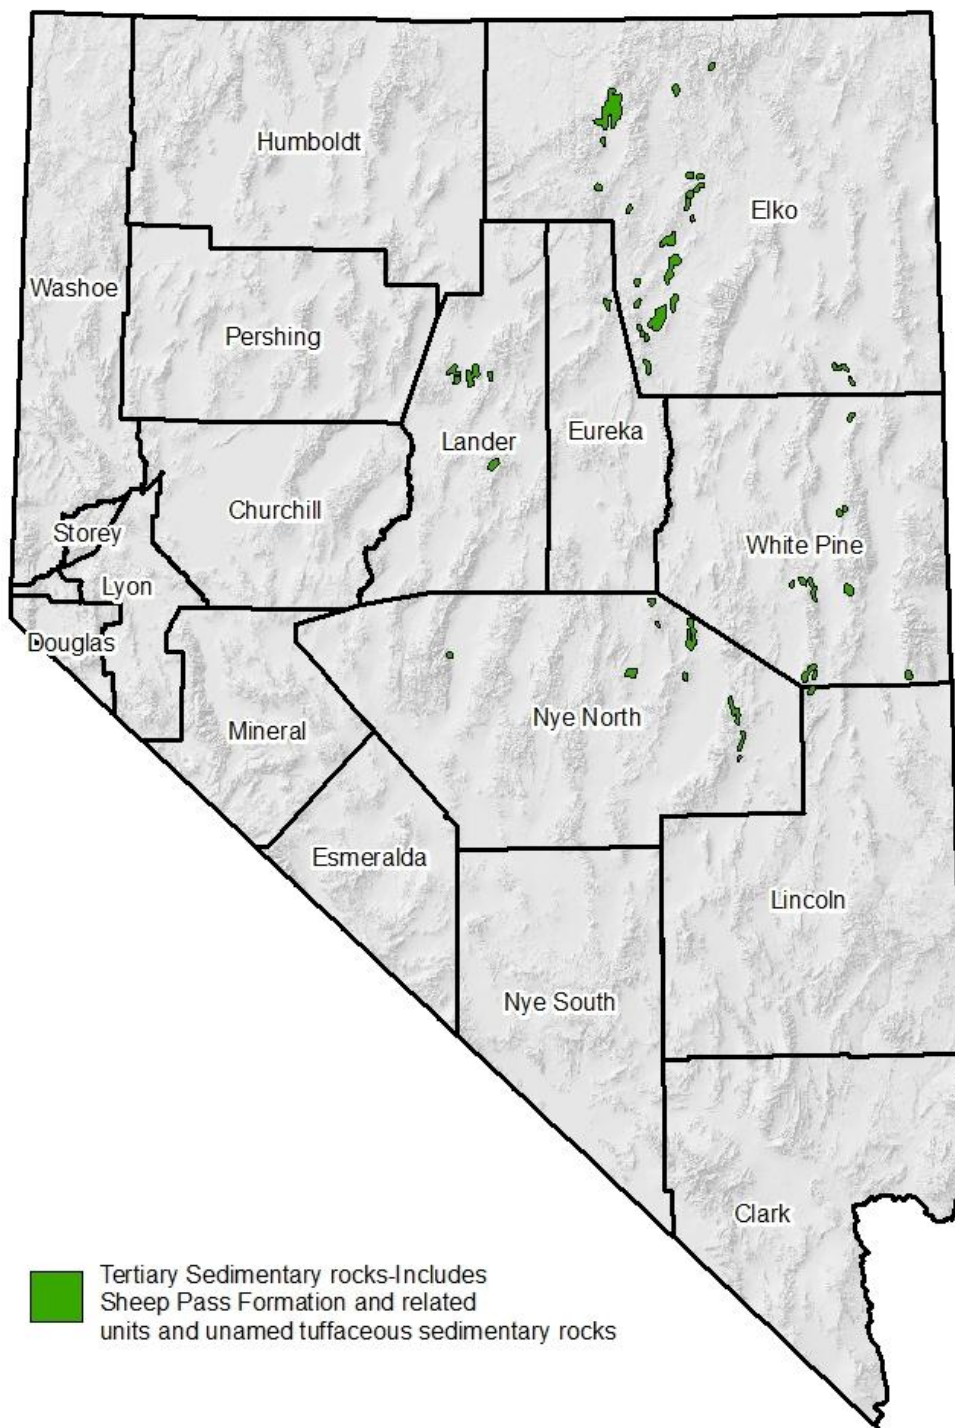 Humboldt
Elko
Washoe
Pershing
Lander
Eureka
Churchill
Storey
White Pine
Lyon
Douglas
Nye North
Mineral
Esmeralda
Lincoln
Nye South
Clark
Tertiary Sedimentary rocks-Includes
Sheep Pass Formation and related
units and unamed tuffaceous sedimentary rocks